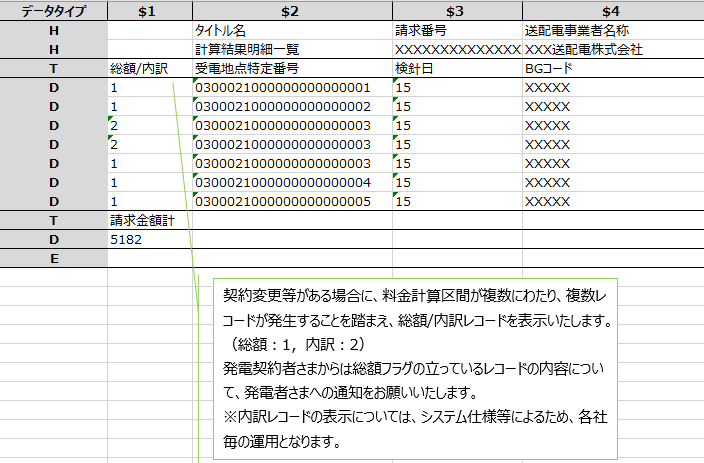 データタイプ $1 $2 $3 $4
H タイトル名 請求番号 送配電事業者名称
H 計算結果明細一覧 XXXXXXXXXXXXXX XXX送配電株式会社
T 総額/内訳 受電地点特定番号 検針日 BGコード
D 1 0300021000000000000001 15 XXXXX
D 1 0300021000000000000002 15 XXXXX
D 2 0300021000000000000003 15 XXXXX
D 2 0300021000000000000003 15 XXXXX
D 1 0300021000000000000003 15 XXXXX
D 1 0300021000000000000004 15 XXXXX
D 1 0300021000000000000005 15 XXXXX
T 請求金額計
D 5182
E
契約変更等がある場合に、料金計算区間が複数にわたり、複数レ
コードが発生することを踏まえ、総額/内訳レコードを表示いたします。
（総額：1，内訳：2）
発電契約者さまからは総額フラグの立っているレコードの内容につい
て、発電者さまへの通知をお願いいたします。
※内訳レコードの表示については、システム仕様等によるため、各社
毎の運用となります。